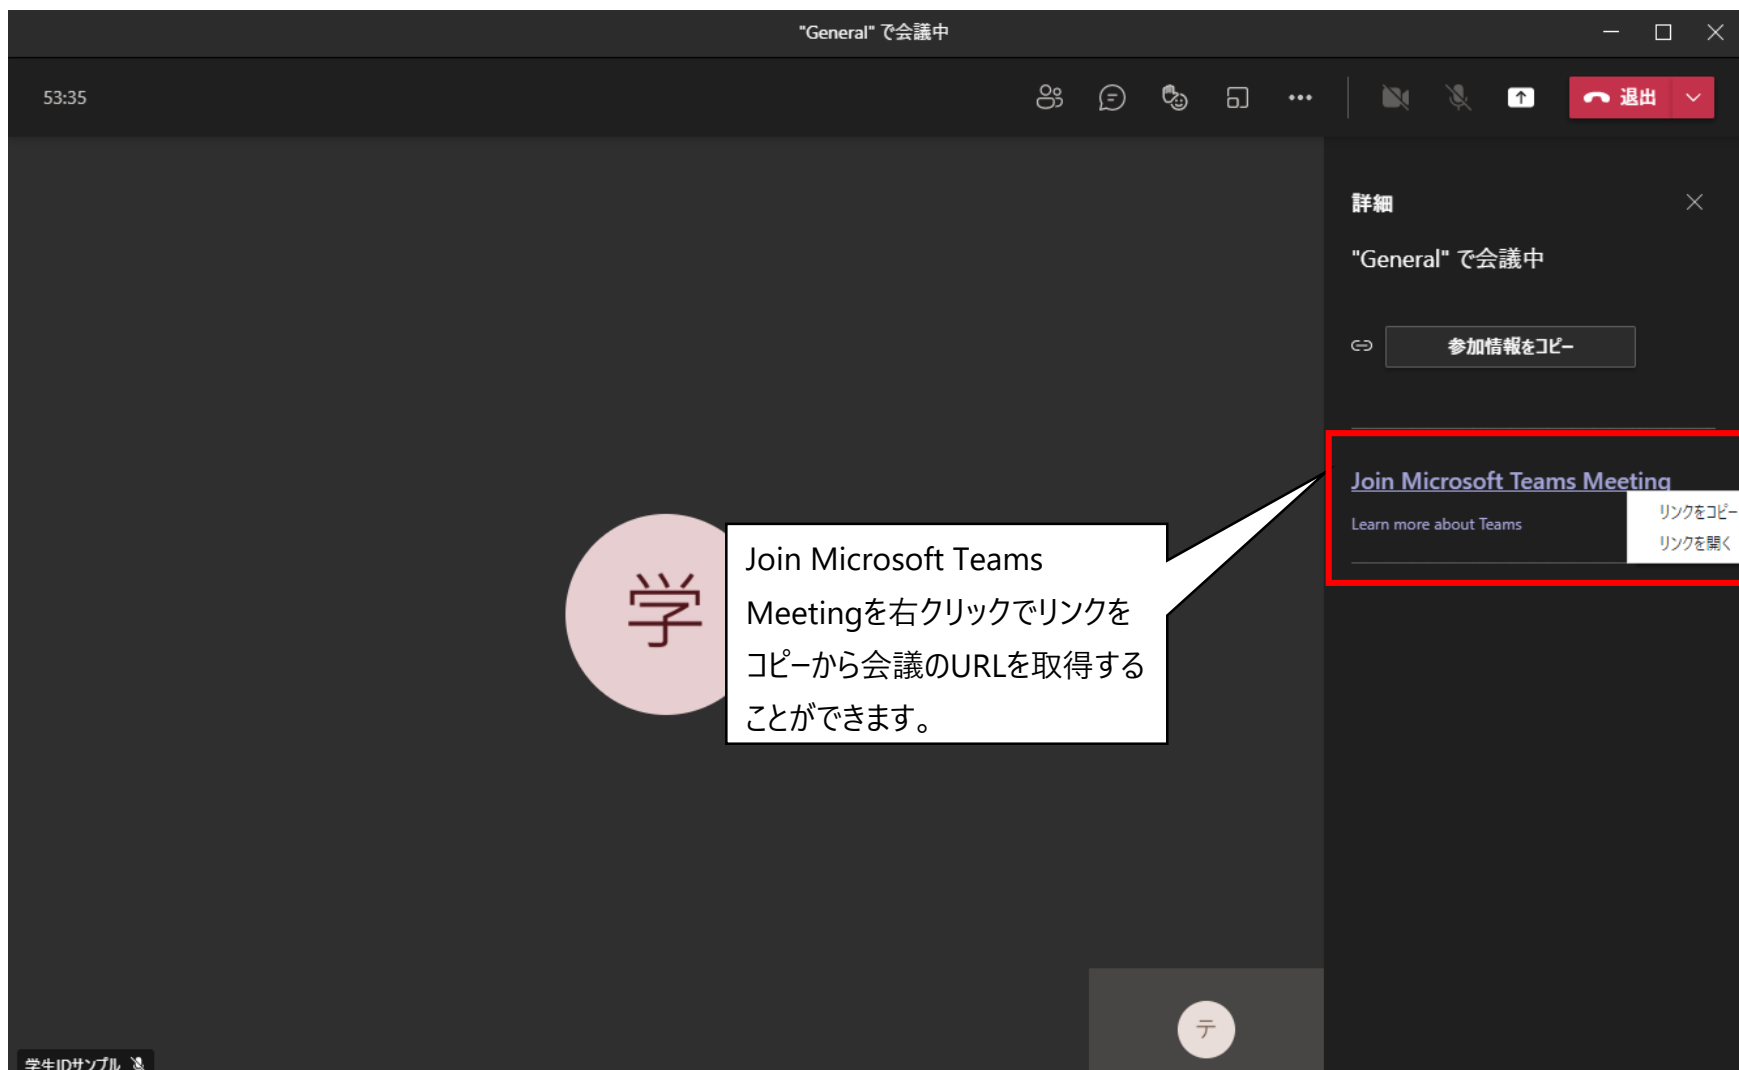 "General" で会議中
53:35
退出
詳細
"General" で会議中
参加情報をコピー
Join Microsoft Teams Meeting
リンクをコピー
Learn more about Teams
リンクを開く
Join Microsoft Teams
Meetingを右クリックでリンクを
コピーから会議のURLを取得する
ことができます。
学
テ
学生IDサンプル